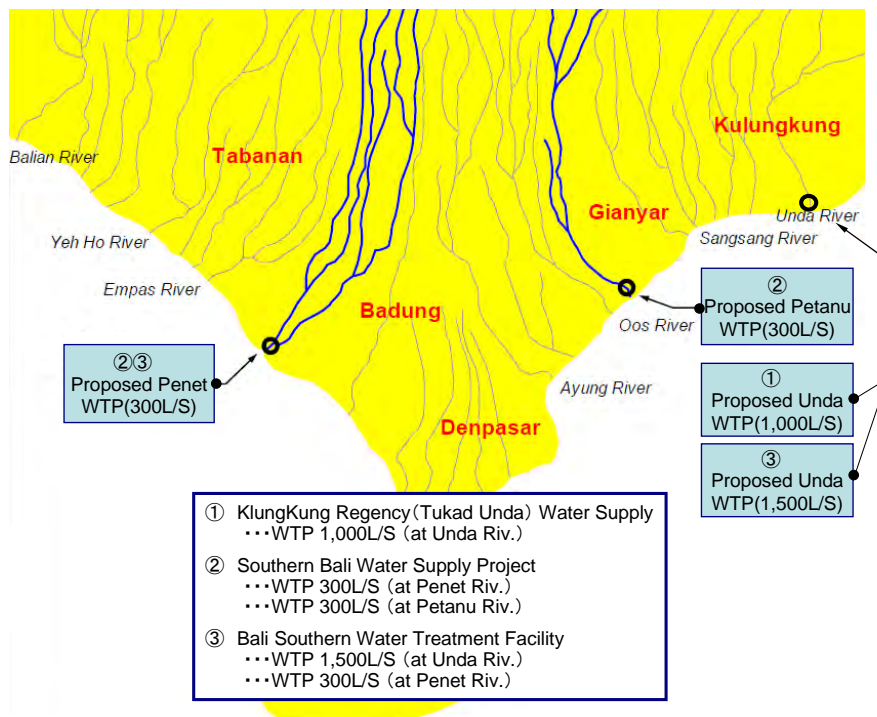 Kulungkung
Tabanan
Balian River
Gianyar
Unda River
Sangsang River
Yeh Ho River
Empas River
Badung
Oos River
②
Proposed Petanu
WTP(300L/S)
②③
Proposed Penet
WTP(300L/S)
Ayung River
①
Proposed Unda
WTP(1,000L/S)
Denpasar
③
Proposed Unda
WTP(1,500L/S)
① KlungKung Regency(Tukad Unda) Water Supply
･･･WTP 1,000L/S (at Unda Riv.)
② Southern Bali Water Supply Project
･･･WTP 300L/S (at Penet Riv.)
･･･WTP 300L/S (at Petanu Riv.)
③ Bali Southern Water Treatment Facility
･･･WTP 1,500L/S (at Unda Riv.)
･･･WTP 300L/S (at Penet Riv.)